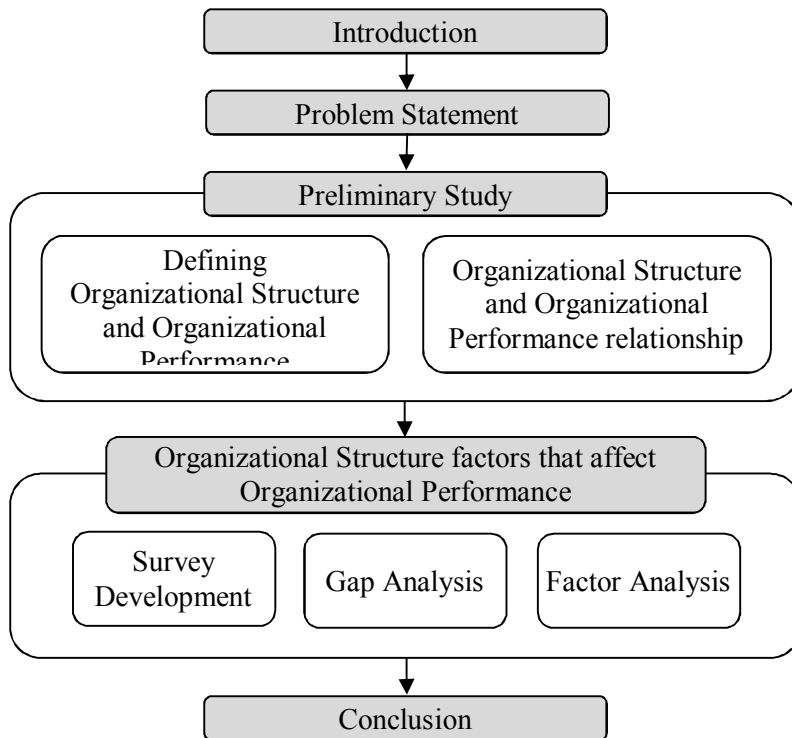 Introduction
Problem Statement
Preliminary Study
Defining
Organizational Structure
and Organizational
Performance
Organizational Structure
and Organizational
Performance relationship
Organizational Structure factors that affect
Organizational Performance
Survey
Development
Gap Analysis
Factor Analysis
Conclusion